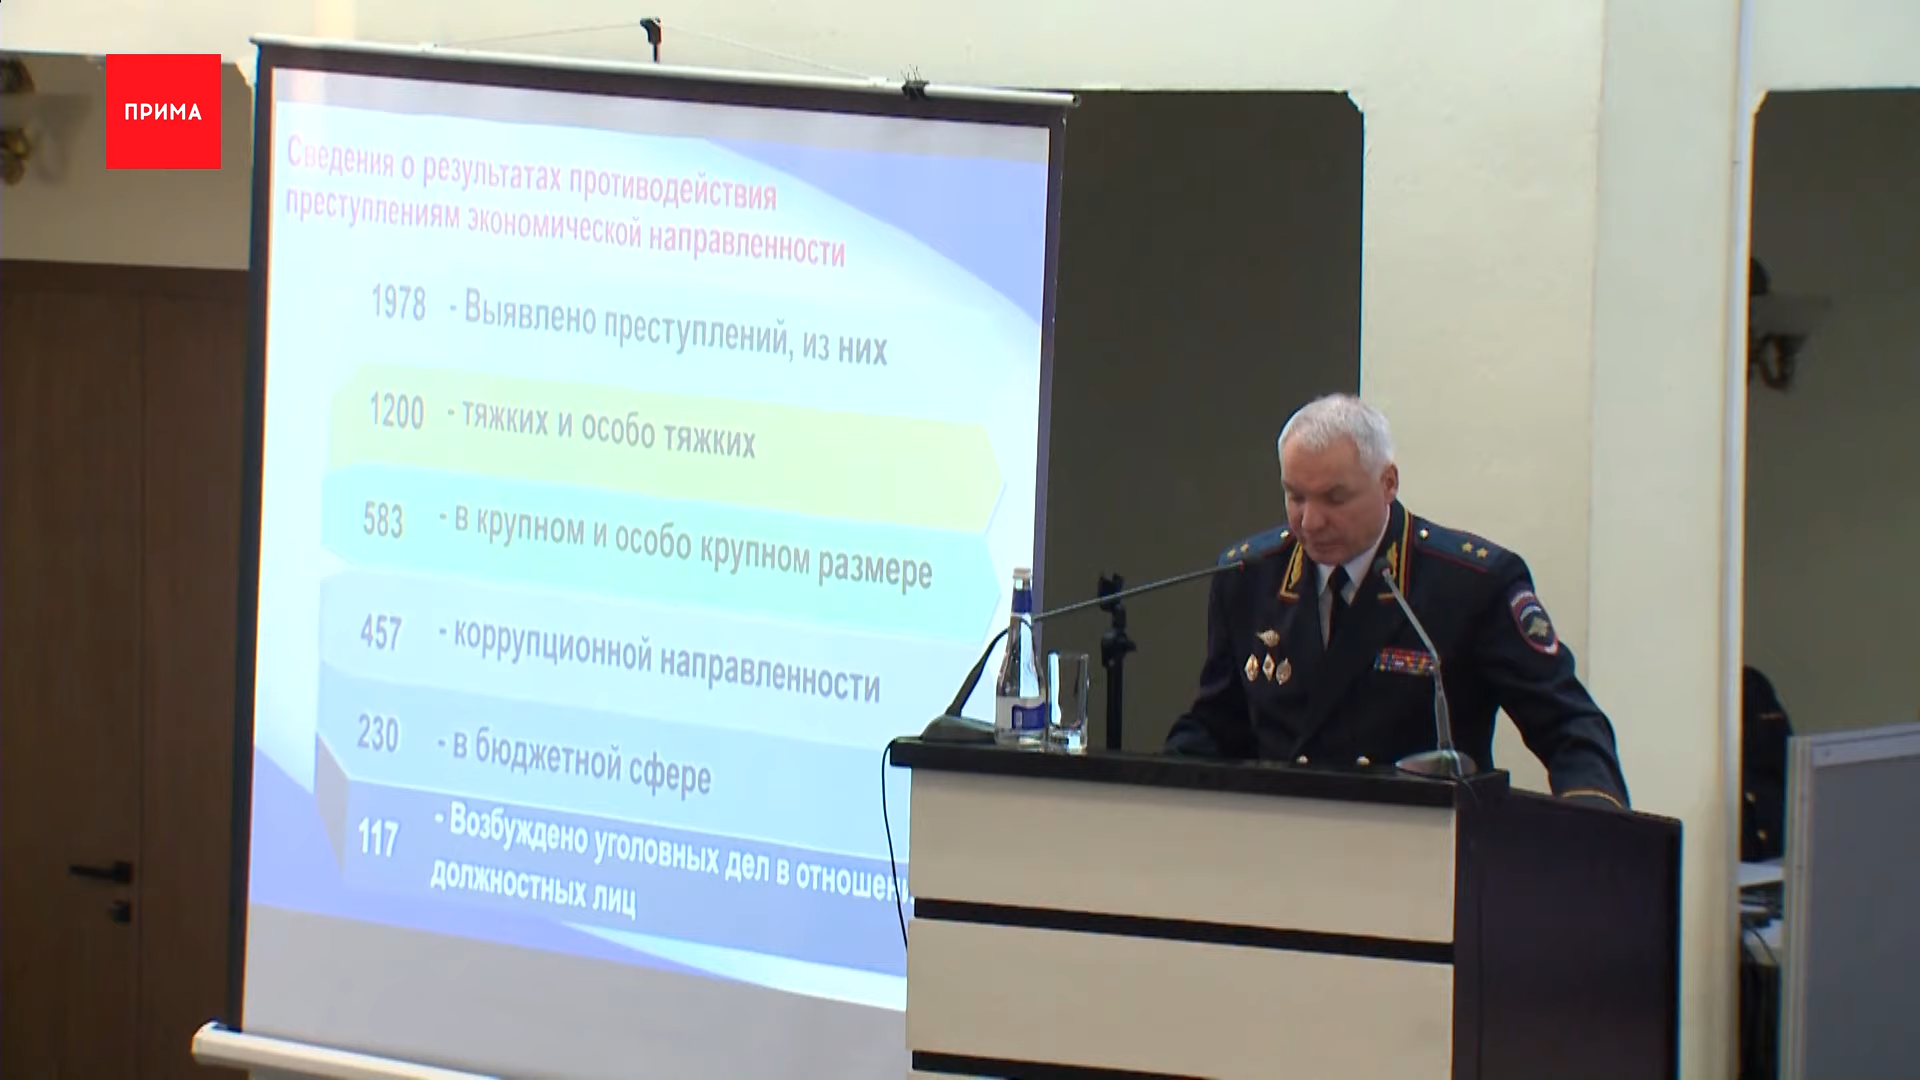 ПРИМА
Сведения о результатах противодействия
преступлениям экономической направленности
1978 - Выявлено преступлений, из них
1200 - тяжких и особо тяжких
583 - в крупном и особо крупном размере
457 - коррупционной направленности
230 - в бюджетной сфере
117 - Возбуждено уголовных дел в отношени
должностных лиц